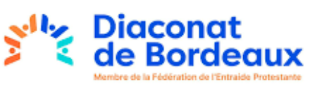 Diaconat
de Bordeaux
Membre de la Fédération de l'Entraide Protestante